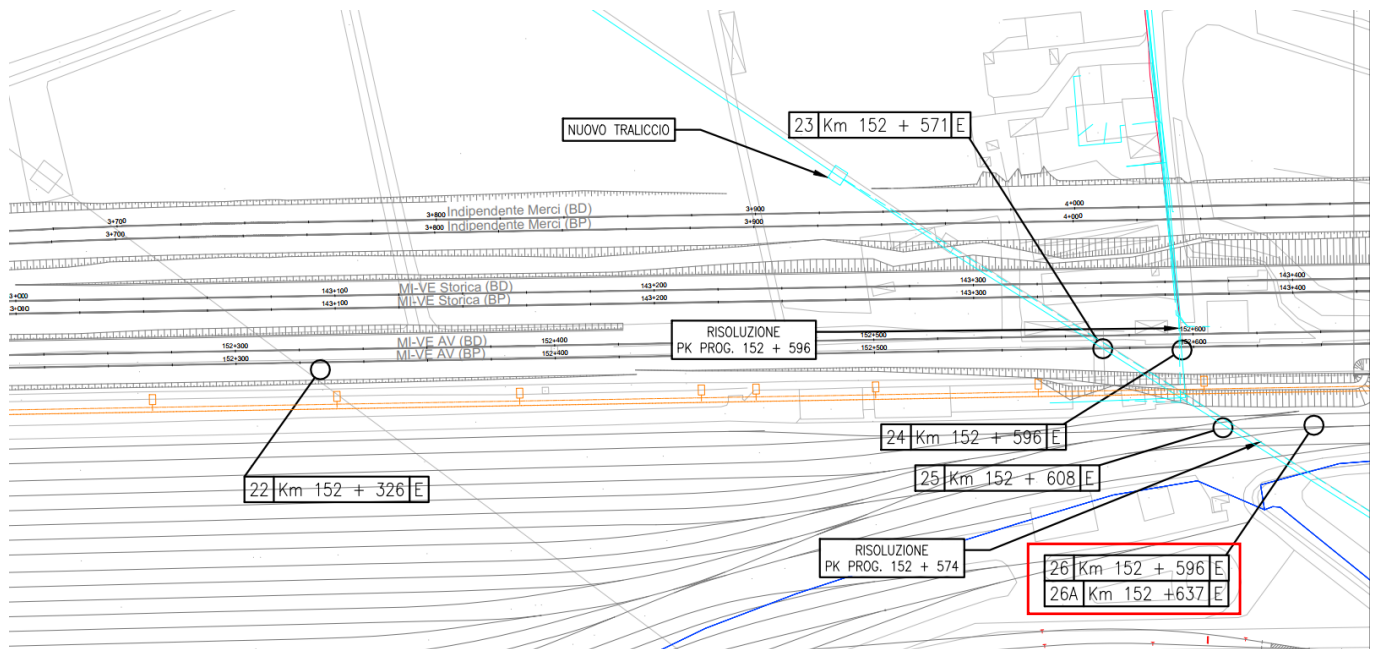 NUOVO TRALICCIO
23 Km 152 + 571 E
4+000
3+900
4+000
3+800 Indipendente Merci (BD)
3+700
3+900
3+800 Indipendente Merci (BP)
3+700
143+400
143+300
143+200
MI-VE Storica (BD)
143+100
143+400
143+300
143+200
MI-VE Storica (BP)
143+100
3+000
3+000
RISOLUZIONE
PK PROG. 152 + 596
152+600
152+500
152+400
MI-VE AV (BD)
152+300
152+600
152+500
152+400
MI-VE AV (BP)
152+300
24 Km 152 + 596 E
25 Km 152 + 608 E
22 Km 152 + 326 E
RISOLUZIONE
PK PROG. 152 + 574
26 Km 152 + 596 E
26A Km 152 +637 E